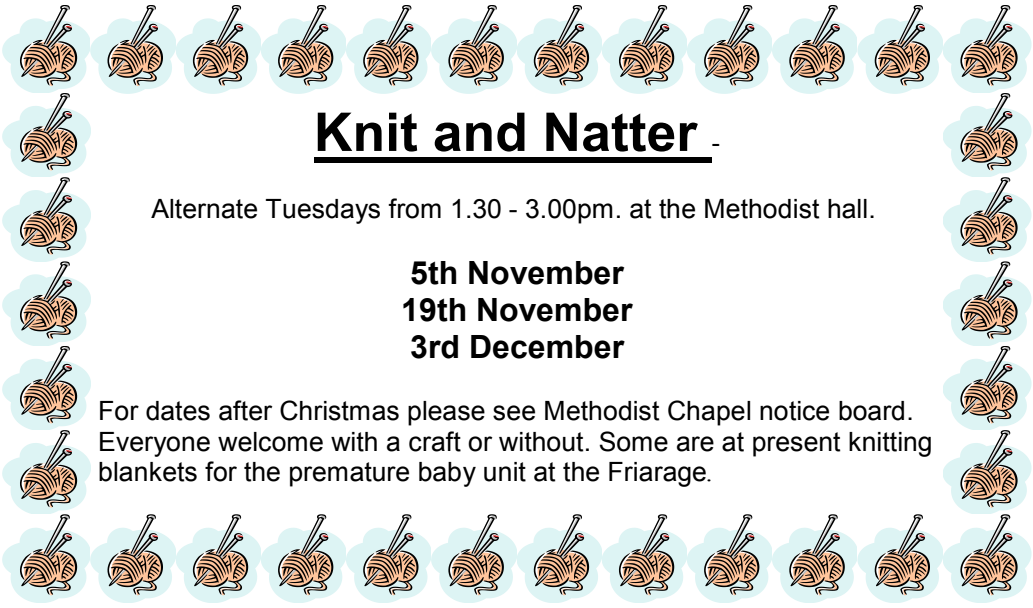 Knit and Natter -
Alternate Tuesdays from 1.30 - 3.00pm. at the Methodist hall.
5th November
19th November
3rd December
For dates after Christmas please see Methodist Chapel notice board.
Everyone welcome with a craft or without. Some are at present knitting
blankets for the premature baby unit at the Friarage.